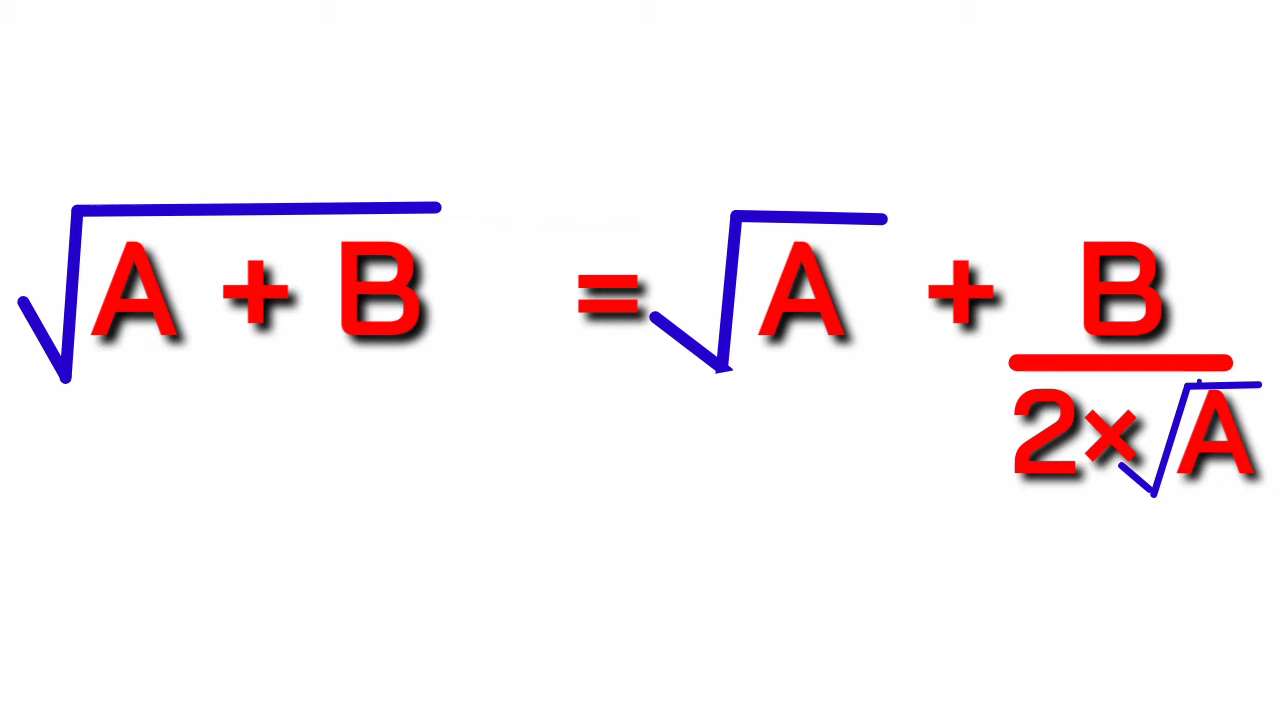 √A + B = √A + B
2×√A